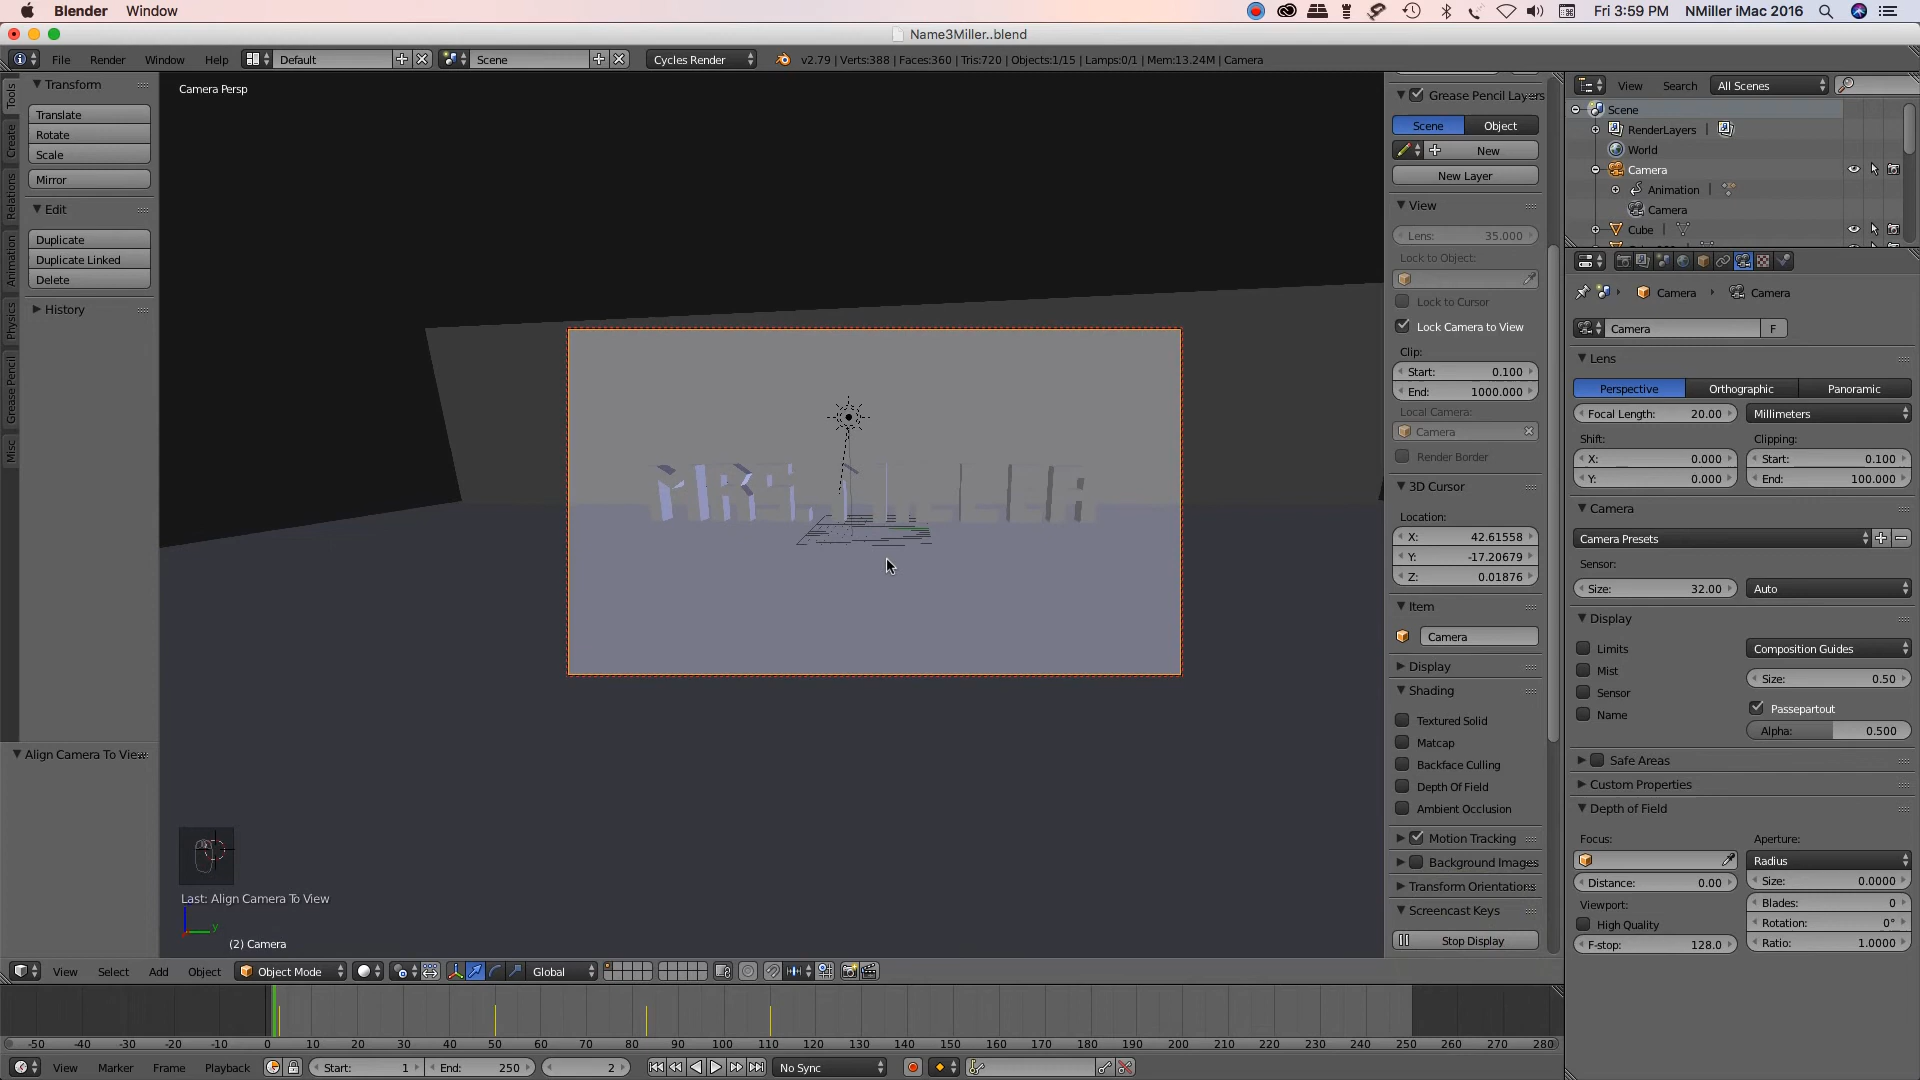 Blender Window Fri 3:59 PM NMiller iMac 2016
Name3Miller..blend
File Render Window Help Default Scene Cycles Render v2.79 | Verts:388 | Faces:360 | Tris:720 | Objects:1/15 | Lamps:0/1 | Mem:13.24M | Camera
Tools
Create
Relations
Animation
Physics
Grease Pencil
Misc
Transform
Translate
Rotate
Scale
Mirror
Edit
Duplicate
Duplicate Linked
Delete
History
Align Camera To View
Camera Persp
MRS. MILLER
Last: Align Camera To View
y
(2) Camera
Grease Pencil Layers
Scene Object
New
New Layer
View
Lens: 35.000
Lock to Object:
Lock to Cursor
Lock Camera to View
Clip:
Start: 0.100
End: 1000.000
Local Camera:
Camera
Render Border
3D Cursor
Location:
X: 42.61558
Y: -17.20679
Z: 0.01876
Item
Camera
Display
Shading
Textured Solid
Matcap
Backface Culling
Depth Of Field
Ambient Occlusion
Motion Tracking
Background Images
Transform Orientations
Screencast Keys
Stop Display
View Search All Scenes
Scene
RenderLayers |
World
Camera
Animation |
Camera
Cube |
Camera Camera
Camera F
Lens
Perspective Orthographic Panoramic
Focal Length: 20.00 Millimeters
Shift: Clipping:
X: 0.000 Start: 0.100
Y: 0.000 End: 100.000
Camera
Camera Presets
Sensor:
Size: 32.00 Auto
Display
Limits Composition Guides
Mist Size: 0.50
Sensor Passepartout
Name Alpha: 0.500
Safe Areas
Custom Properties
Depth of Field
Focus: Aperture:
Radius
Distance: 0.00 Size: 0.0000
Viewport: Blades: 0
High Quality Rotation: 0°
F-stop: 128.0 Ratio: 1.0000
View Select Add Object Object Mode Global
-50 -40 -30 -20 -10 0 10 20 30 40 50 60 70 80 90 100 110 120 130 140 150 160 170 180 190 200 210 220 230 240 250 260 270 280
View Marker Frame Playback Start: 1 End: 250 2 No Sync